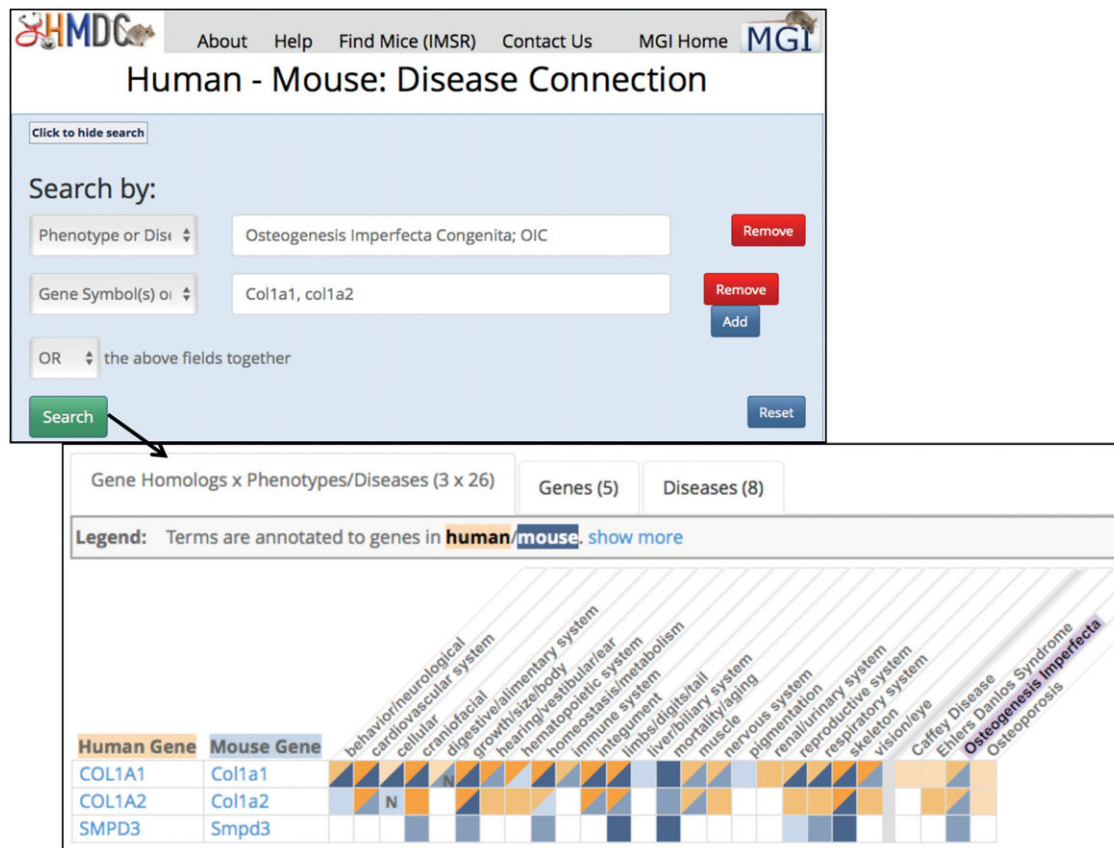 HMDC About Help Find Mice (IMSR) Contact Us MGI Home MGI
Human - Mouse: Disease Connection
Click to hide search
Search by:
Phenotype or Dise Osteogenesis Imperfecta Congenita; OIC Remove
Gene Symbol(s) or Col1a1, col1a2 Remove
Add
OR the above fields together
Search Reset
Gene Homologs x Phenotypes/Diseases (3 x 26) Genes (5) Diseases (8)
Legend: Terms are annotated to genes in human/mouse. show more
behavior/neurological
cardiovascular system
cellular
craniofacial
digestive/alimentary system
growth/size/body
hearing/vestibular/ear
hematopoietic system
homeostasis/metabolism
immune system
integument
limbs/digits/tail
liver/biliary system
mortality/aging
muscle
nervous system
pigmentation
renal/urinary system
reproductive system
respiratory system
skeleton
vision/eye
Caffey Disease
Ehlers Danlos Syndrome
Osteogenesis Imperfecta
Osteoporosis
Human Gene Mouse Gene
COL1A1 Col1a1 N
COL1A2 Col1a2 N
SMPD3 Smpd3